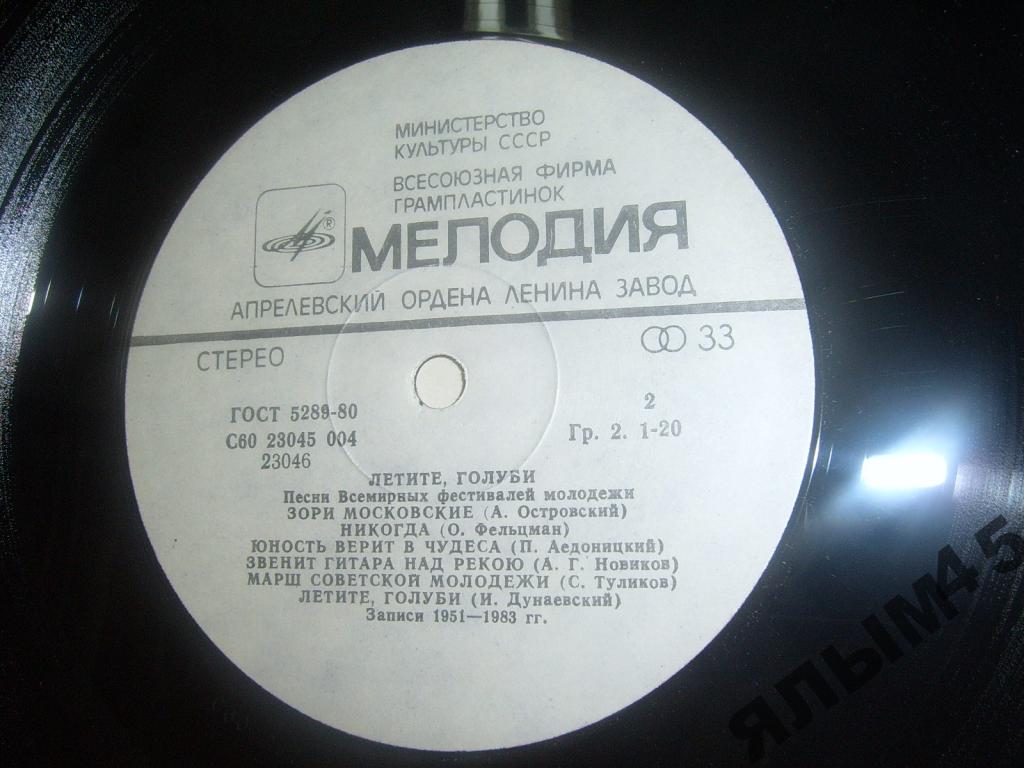 МИНИСТЕРСТВО
КУЛЬТУРЫ СССР
ВСЕСОЮЗНАЯ ФИРМА
ГРАМПЛАСТИНОК
®
МЕЛОДИЯ
АПРЕЛЕВСКИЙ ОРДЕНА ЛЕНИНА ЗАВОД
СТЕРЕО
33
ГОСТ 5289-80
2
С60 23045 004
Гр. 2. 1-20
23046
ЛЕТИТЕ, ГОЛУБИ
Песни Всемирных фестивалей молодежи
ЗОРИ МОСКОВСКИЕ (А. Островский)
НИКОГДА (О. Фельцман)
ЮНОСТЬ ВЕРИТ В ЧУДЕСА (П. Аедоницкий)
ЗВЕНИТ ГИТАРА НАД РЕКОЮ (А. Г. Новиков)
МАРШ СОВЕТСКОЙ МОЛОДЕЖИ (С. Туликов)
ЛЕТИТЕ, ГОЛУБИ (И. Дунаевский)
Записи 1951—1983 гг.
ЯЛЫМ45